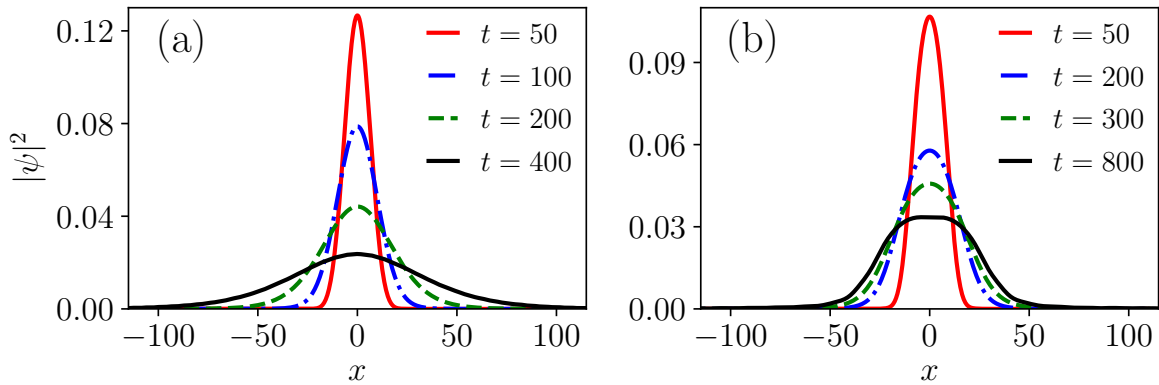 (a)
t = 50
t = 100
t = 200
t = 400
0.12
0.08
0.04
0.00
|ψ|²
−100 −50 0 50 100
x
(b)
t = 50
t = 200
t = 300
t = 800
0.09
0.06
0.03
0.00
−100 −50 0 50 100
x